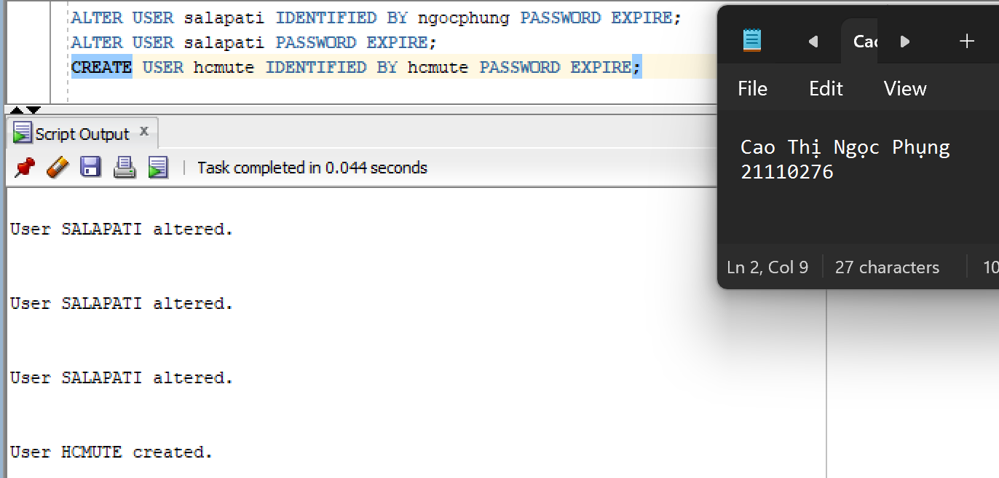 ALTER USER salapati IDENTIFIED BY ngocphung PASSWORD EXPIRE;
ALTER USER salapati PASSWORD EXPIRE;
CREATE USER hcmute IDENTIFIED BY hcmute PASSWORD EXPIRE;
Script Output x
Task completed in 0.044 seconds
User SALAPATI altered.
User SALAPATI altered.
User SALAPATI altered.
User HCMUTE created.
Cao
File Edit View
Cao Thị Ngọc Phụng
21110276
Ln 2, Col 9 27 characters 10